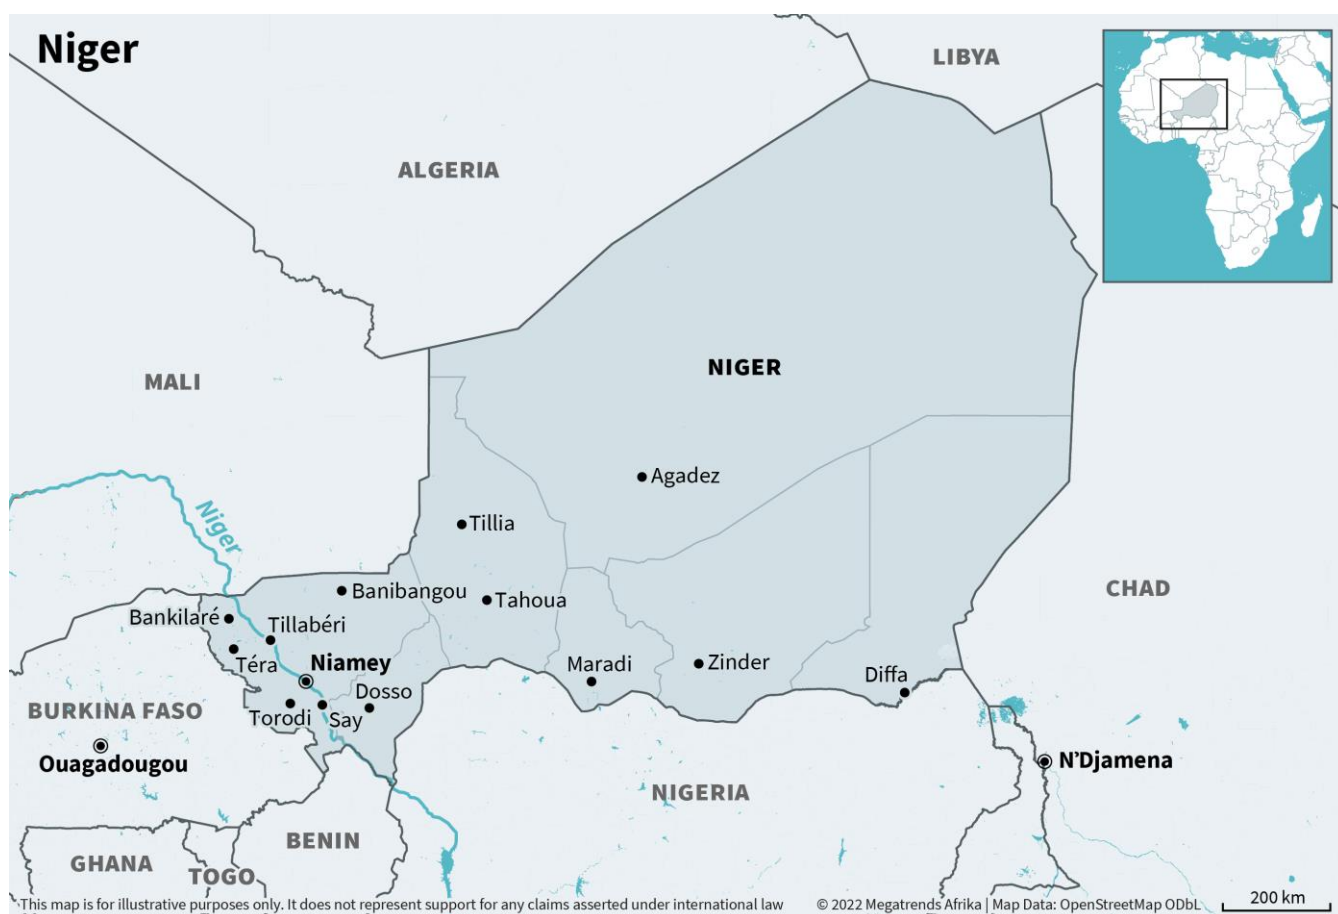 Niger
LIBYA
ALGERIA
MALI
NIGER
Agadez
Niger
Tillia
CHAD
Banibangou
Tahoua
Bankilaré
Tillabéri
Téra
Niamey
Maradi
Zinder
Diffa
Dosso
BURKINA FASO
Torodi
Say
Ouagadougou
N’Djamena
NIGERIA
BENIN
GHANA
TOGO
200 km
This map is for illustrative purposes only. It does not represent support for any claims asserted under international law
© 2022 Megatrends Afrika | Map Data: OpenStreetMap ODbL